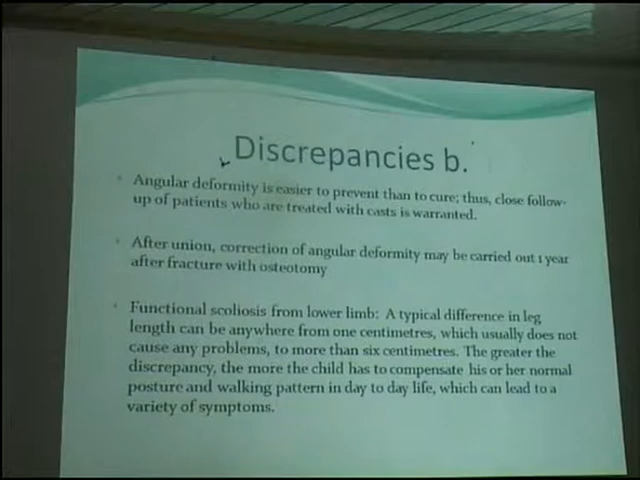 Discrepancies b.
Angular deformity is easier to prevent than to cure; thus, close follow-
up of patients who are treated with casts is warranted.
After union, correction of angular deformity may be carried out 1 year
after fracture with osteotomy
Functional scoliosis from lower limb: A typical difference in leg
length can be anywhere from one centimetres, which usually does not
cause any problems, to more than six centimetres. The greater the
discrepancy, the more the child has to compensate his or her normal
posture and walking pattern in day to day life, which can lead to a
variety of symptoms.